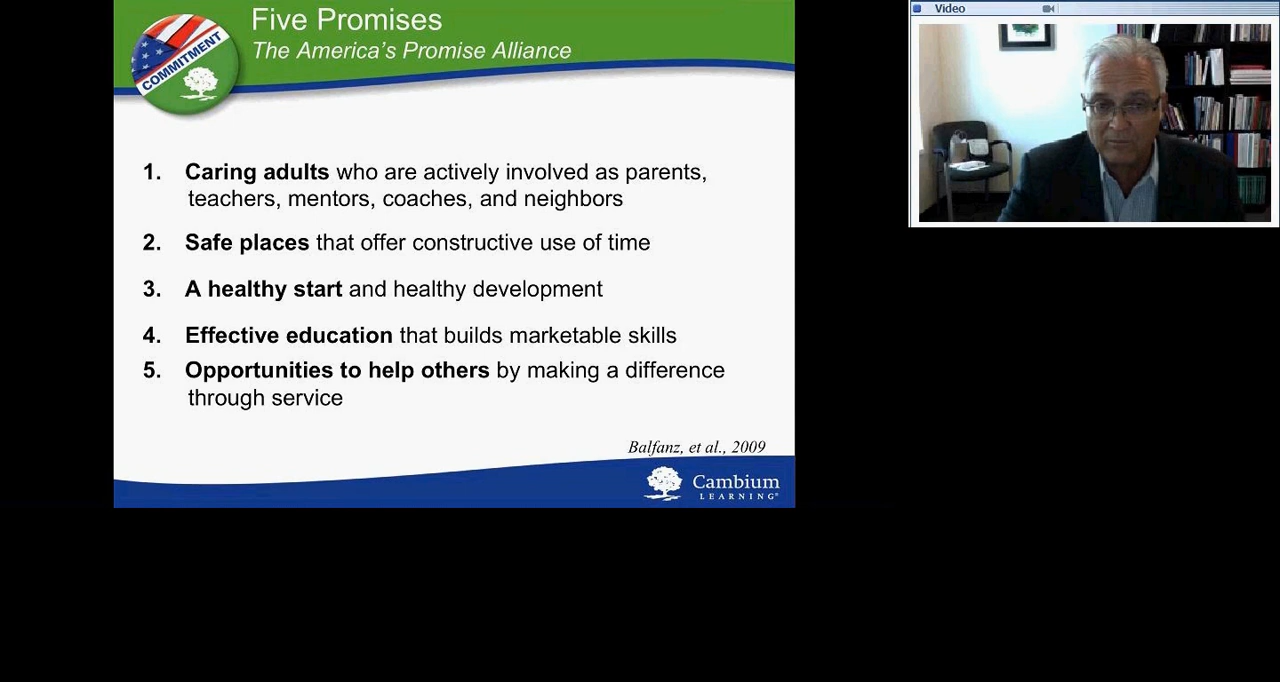 Five Promises
The America's Promise Alliance
COMMITMENT
1. Caring adults who are actively involved as parents,
teachers, mentors, coaches, and neighbors
2. Safe places that offer constructive use of time
3. A healthy start and healthy development
4. Effective education that builds marketable skills
5. Opportunities to help others by making a difference
through service
Balfanz, et al., 2009
Cambium
LEARNING®
Video